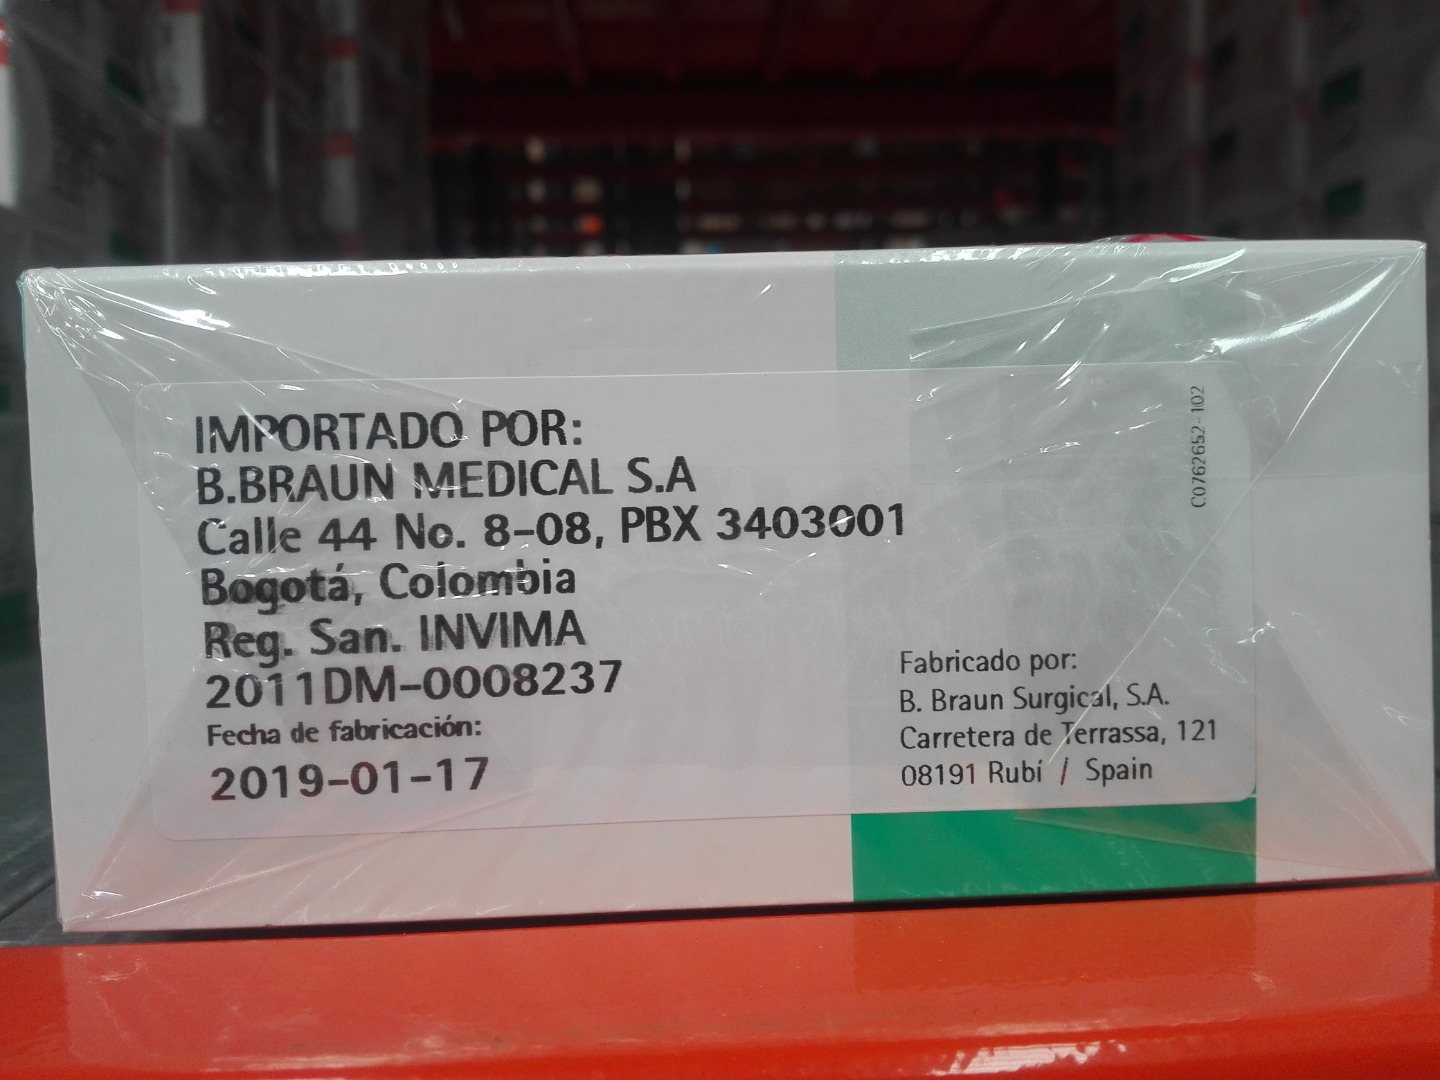 IMPORTADO POR:
B.BRAUN MEDICAL S.A
Calle 44 No. 8-08, PBX 3403001
Bogotá, Colombia
Reg. San. INVIMA
2011DM-0008237
Fecha de fabricación:
2019-01-17
C0762652-102
Fabricado por:
B. Braun Surgical, S.A.
Carretera de Terrassa, 121
08191 Rubí / Spain